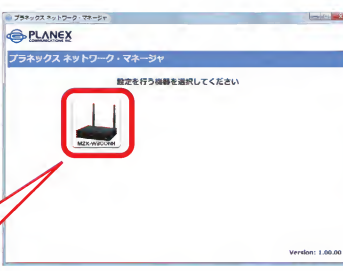 プラネックス ネットワーク・マネージャ
PLANEX
COMMUNICATIONS INC.
プラネックス ネットワーク・マネージャ
設定を行う機器を選択してください
MZK-W300NH
Version: 1.00.00